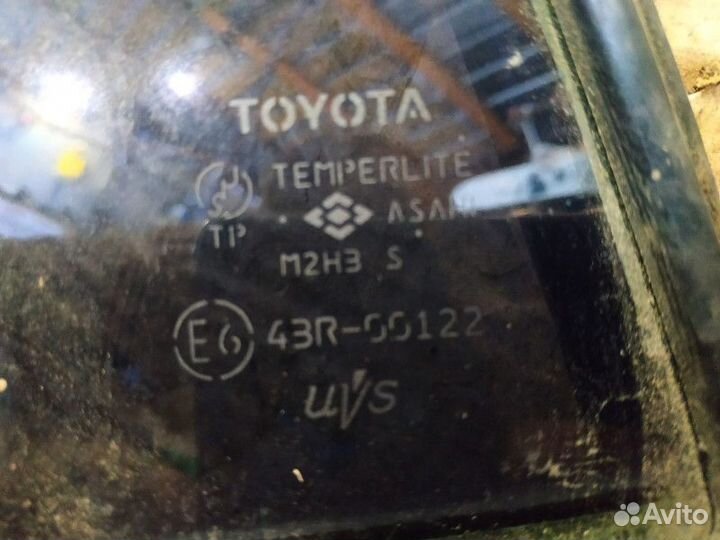 TOYOTA
TEMPERLITE
TP
ASAHI
M2H3 S
E6 43R-00122
UVS
Avito